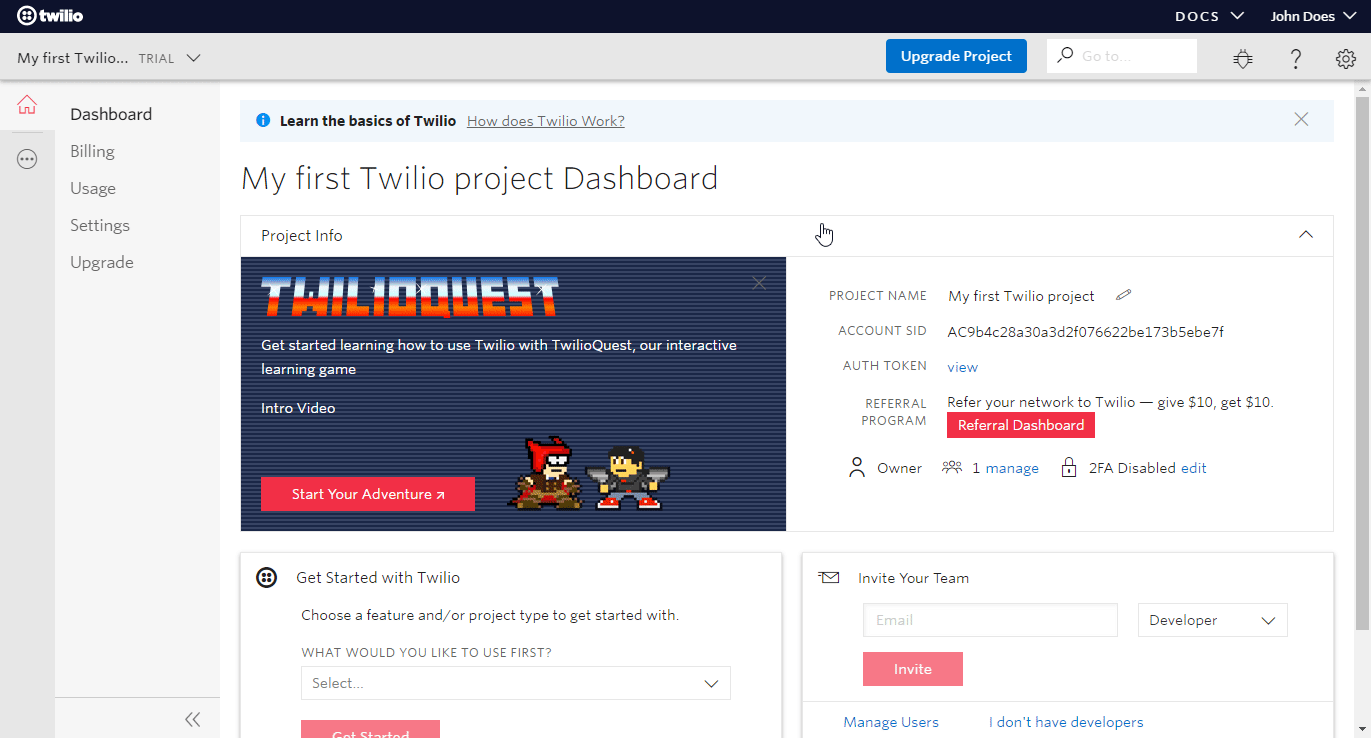 twilio
DOCS
John Does
My first Twilio... TRIAL
Upgrade Project
Go to...
Dashboard
Billing
Usage
Settings
Upgrade
Learn the basics of Twilio How does Twilio Work?
My first Twilio project Dashboard
Project Info
TWILIOQUEST
Get started learning how to use Twilio with TwilioQuest, our interactive
learning game
Intro Video
Start Your Adventure
PROJECT NAME My first Twilio project
ACCOUNT SID AC9b4c28a30a3d2f076622be173b5ebe7f
AUTH TOKEN view
REFERRAL PROGRAM
Refer your network to Twilio — give $10, get $10.
Referral Dashboard
Owner 1 manage 2FA Disabled edit
Get Started with Twilio
Choose a feature and/or project type to get started with.
WHAT WOULD YOU LIKE TO USE FIRST?
Select...
Get Started
Invite Your Team
Email
Developer
Invite
Manage Users I don't have developers